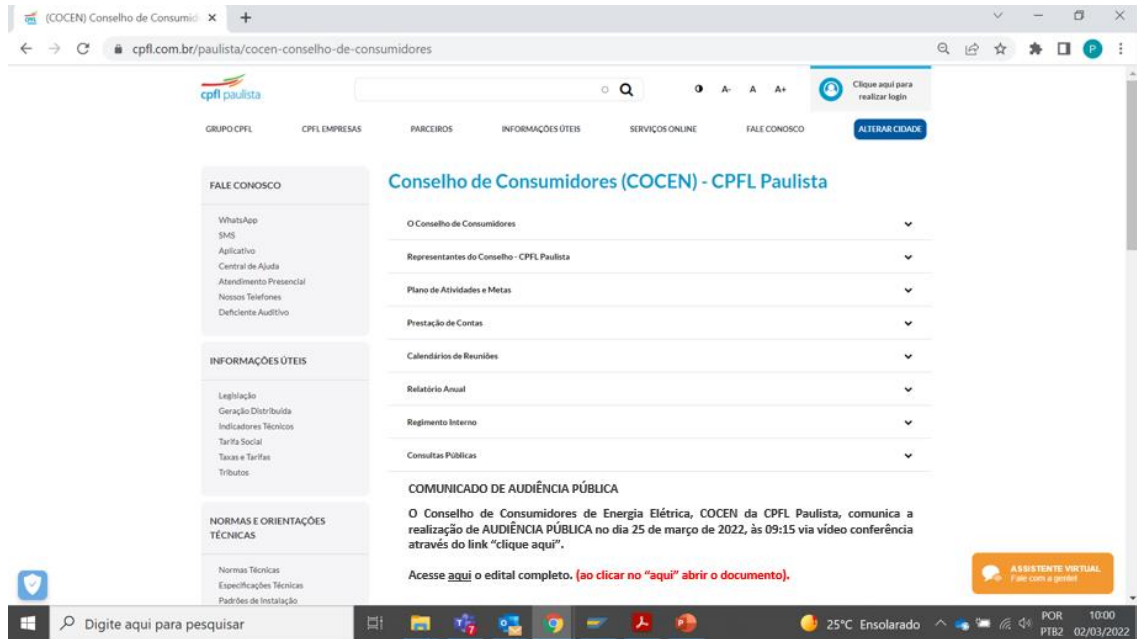 (COCEN) Conselho de Consumid
cpfl.com.br/paulista/cocen-conselho-de-consumidores
P
cpfl paulista
A- A A+
Clique aqui para
realizar login
GRUPO CPFL CPFL EMPRESAS PARCEIROS INFORMAÇÕES ÚTEIS SERVIÇOS ONLINE FALE CONOSCO ALTERAR CIDADE
FALE CONOSCO
WhatsApp
SMS
Aplicativo
Central de Ajuda
Atendimento Presencial
Nossos Telefones
Deficiente Auditivo
INFORMAÇÕES ÚTEIS
Legislação
Geração Distribuída
Indicadores Técnicos
Tarifa Social
Taxas e Tarifas
Tributos
NORMAS E ORIENTAÇÕES
TÉCNICAS
Normas Técnicas
Especificações Técnicas
Padrões de Instalação
Conselho de Consumidores (COCEN) - CPFL Paulista
O Conselho de Consumidores
Representantes do Conselho - CPFL Paulista
Plano de Atividades e Metas
Prestação de Contas
Calendários de Reuniões
Relatório Anual
Regimento Interno
Consultas Públicas
COMUNICADO DE AUDIÊNCIA PÚBLICA
O Conselho de Consumidores de Energia Elétrica, COCEN da CPFL Paulista, comunica a
realização de AUDIÊNCIA PÚBLICA no dia 25 de março de 2022, às 09:15 via vídeo conferência
através do link “clique aqui”.
Acesse aqui o edital completo. (ao clicar no “aqui” abrir o documento).
ASSISTENTE VIRTUAL
Fale com a gente!
Digite aqui para pesquisar
25°C Ensolarado
POR
PTB2
10:00
02/03/2022